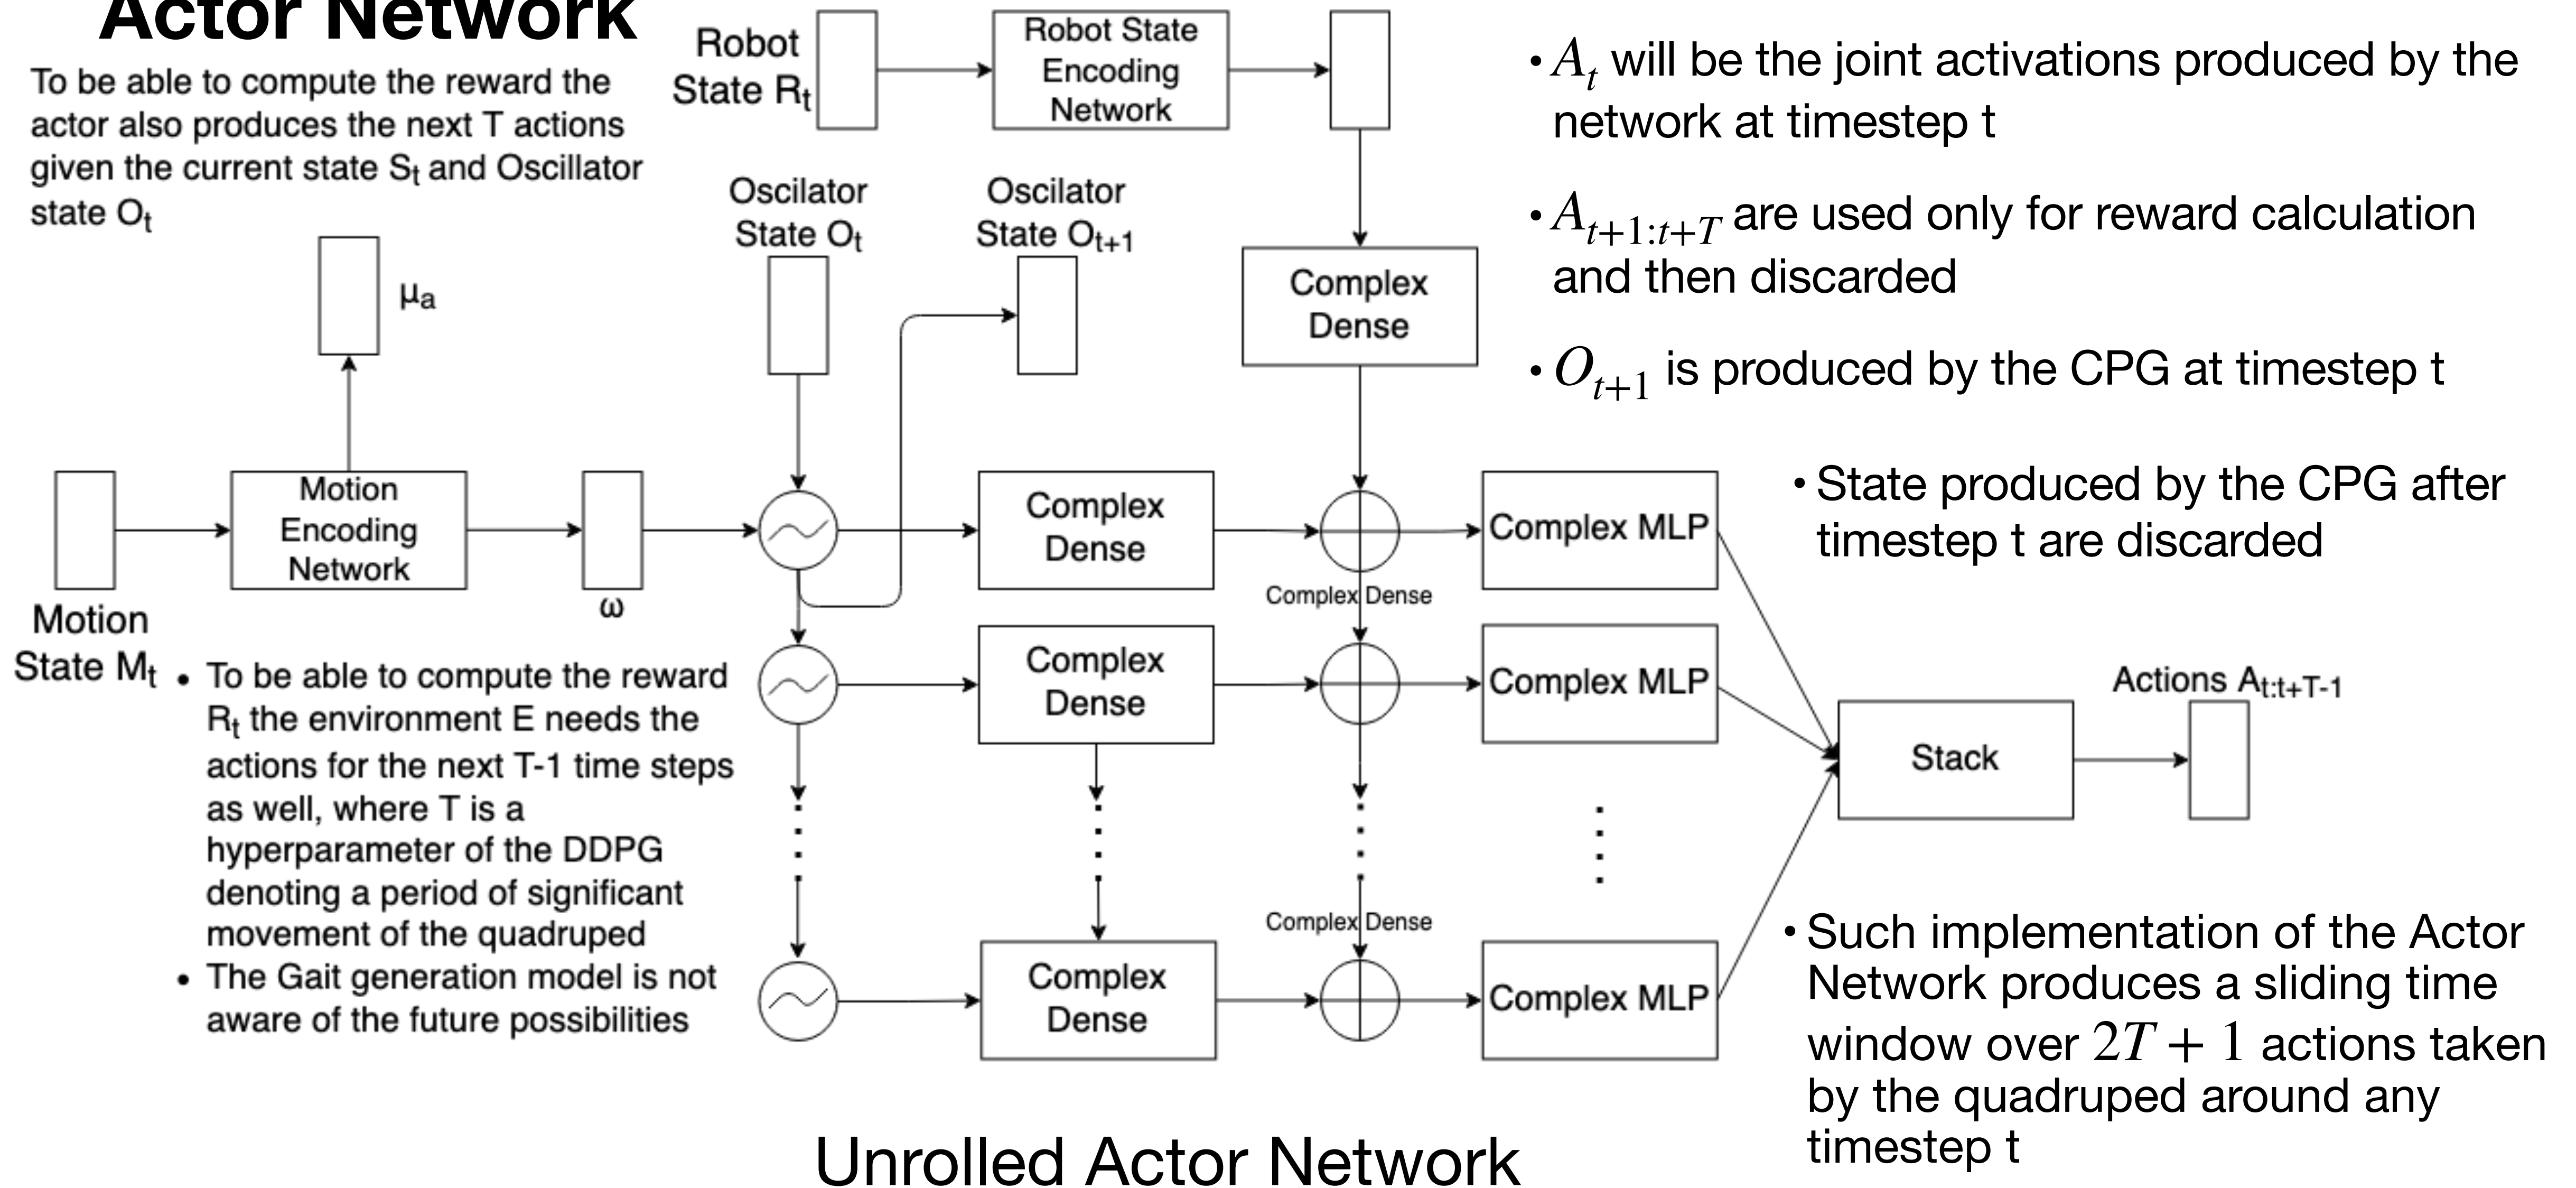 Actor Network
To be able to compute the reward the
actor also produces the next T actions
given the current state St and Oscillator
state Ot
Robot
State Rt
Robot State
Encoding
Network
Oscilator
State Ot
Oscilator
State Ot+1
Complex
Dense
μa
Motion
Encoding
Network
ω
Motion
State Mt
Complex
Dense
Complex MLP
Complex Dense
Complex
Dense
Complex MLP
Complex Dense
Complex
Dense
Complex MLP
Stack
Actions At:t+T-1
• To be able to compute the reward
Rt the environment E needs the
actions for the next T-1 time steps
as well, where T is a
hyperparameter of the DDPG
denoting a period of significant
movement of the quadruped
• The Gait generation model is not
aware of the future possibilities
• At will be the joint activations produced by the
network at timestep t
• At+1:t+T are used only for reward calculation
and then discarded
• Ot+1 is produced by the CPG at timestep t
• State produced by the CPG after
timestep t are discarded
• Such implementation of the Actor
Network produces a sliding time
window over 2T + 1 actions taken
by the quadruped around any
timestep t
Unrolled Actor Network